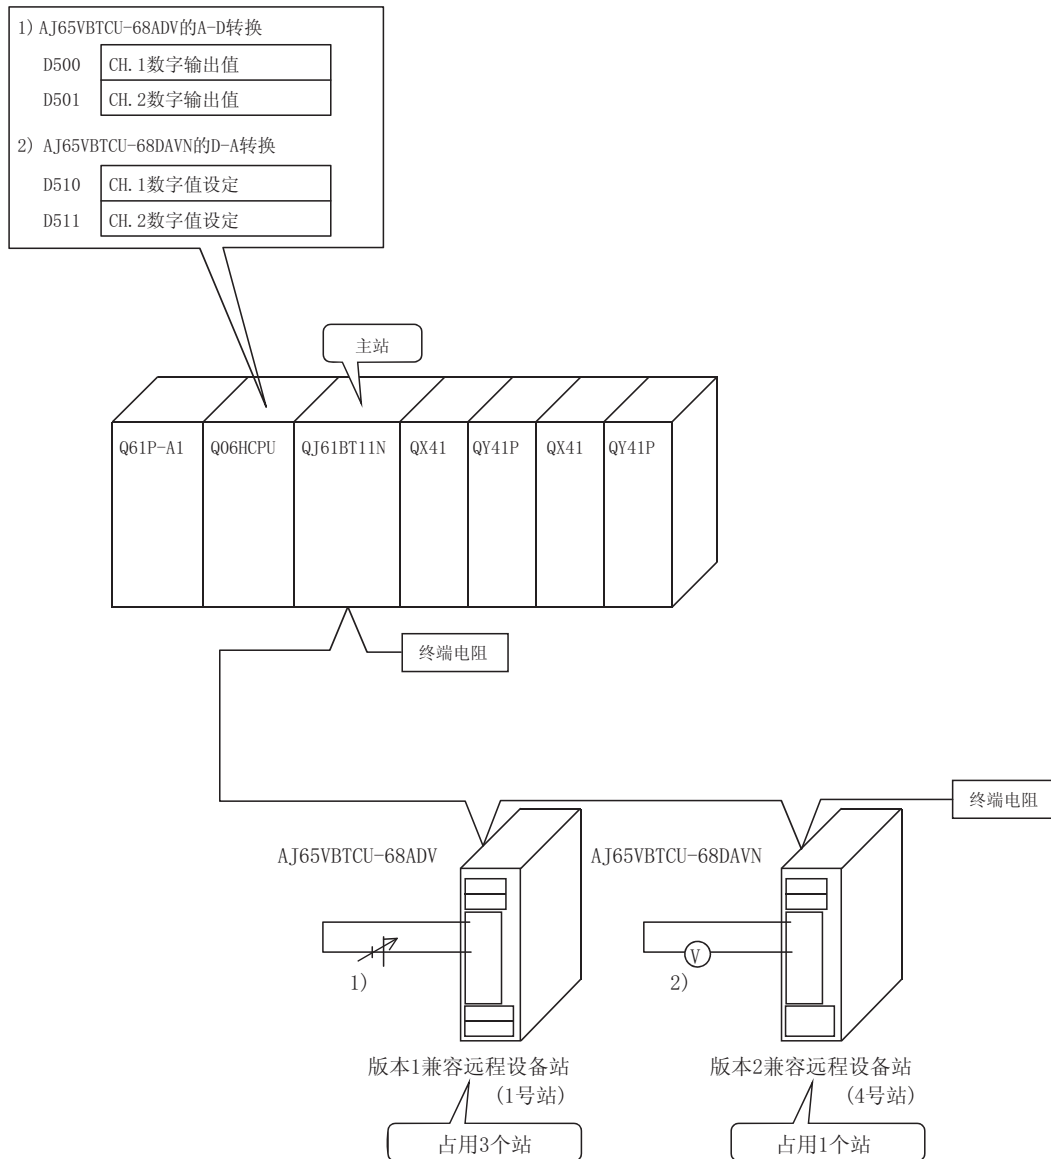 1) AJ65VBTCU-68ADV的A-D转换
D500 CH.1数字输出值
D501 CH.2数字输出值
2) AJ65VBTCU-68DAVN的D-A转换
D510 CH.1数字值设定
D511 CH.2数字值设定
主站
Q61P-A1 Q06HCPU QJ61BT11N QX41 QY41P QX41 QY41P
终端电阻
终端电阻
AJ65VBTCU-68ADV AJ65VBTCU-68DAVN
V
1) 2)
版本1兼容远程设备站 版本2兼容远程设备站
(1号站) (4号站)
占用3个站 占用1个站